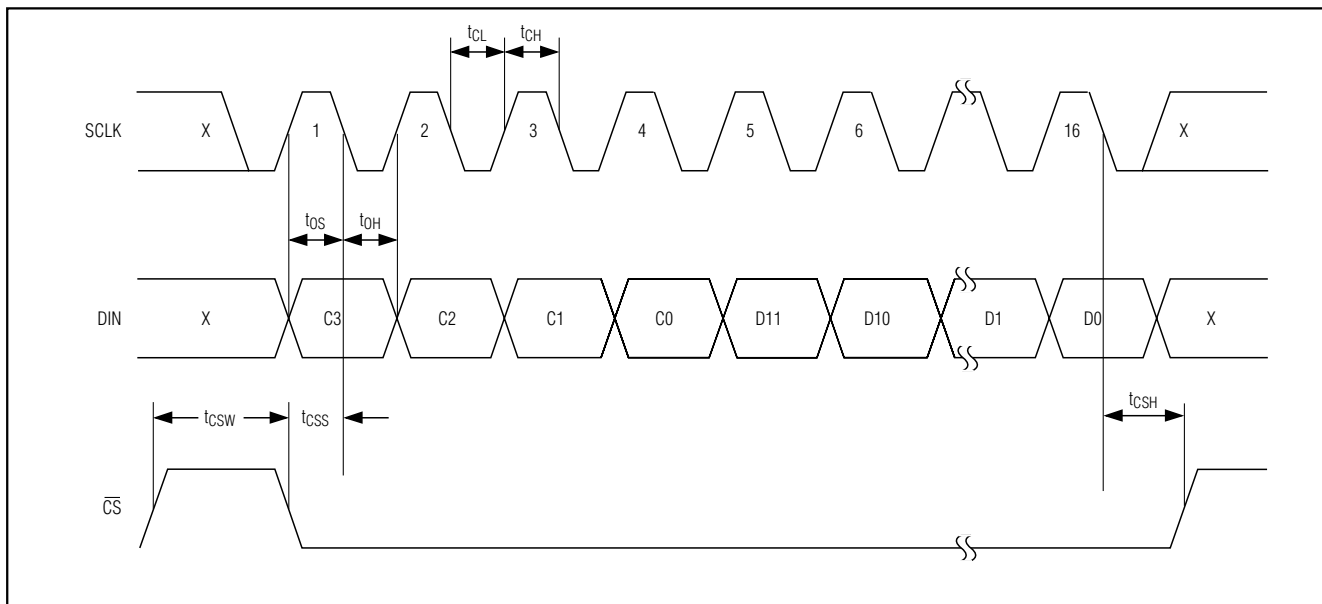 tCL tCH
SCLK X 1 2 3 4 5 6 16 X
tOS tOH
DIN X C3 C2 C1 C0 D11 D10 D1 D0 X
tCSW tCSS tCSH
CS